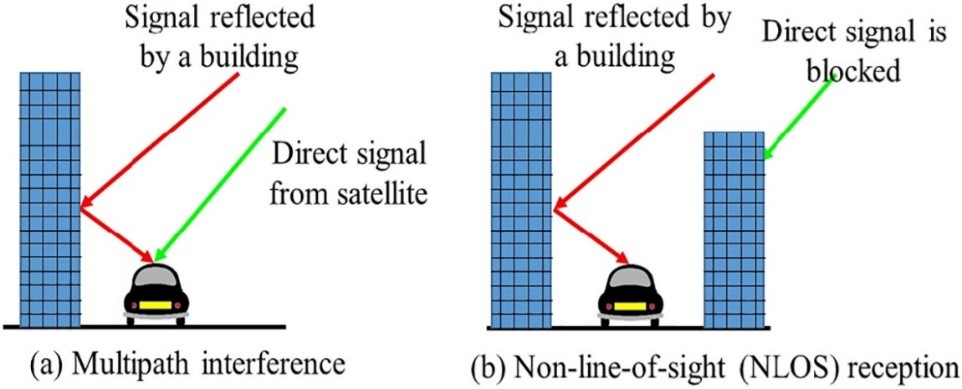 Signal reflected
by a building
Direct signal
from satellite
(a) Multipath interference
Signal reflected by
a building
Direct signal is
blocked
(b) Non-line-of-sight (NLOS) reception